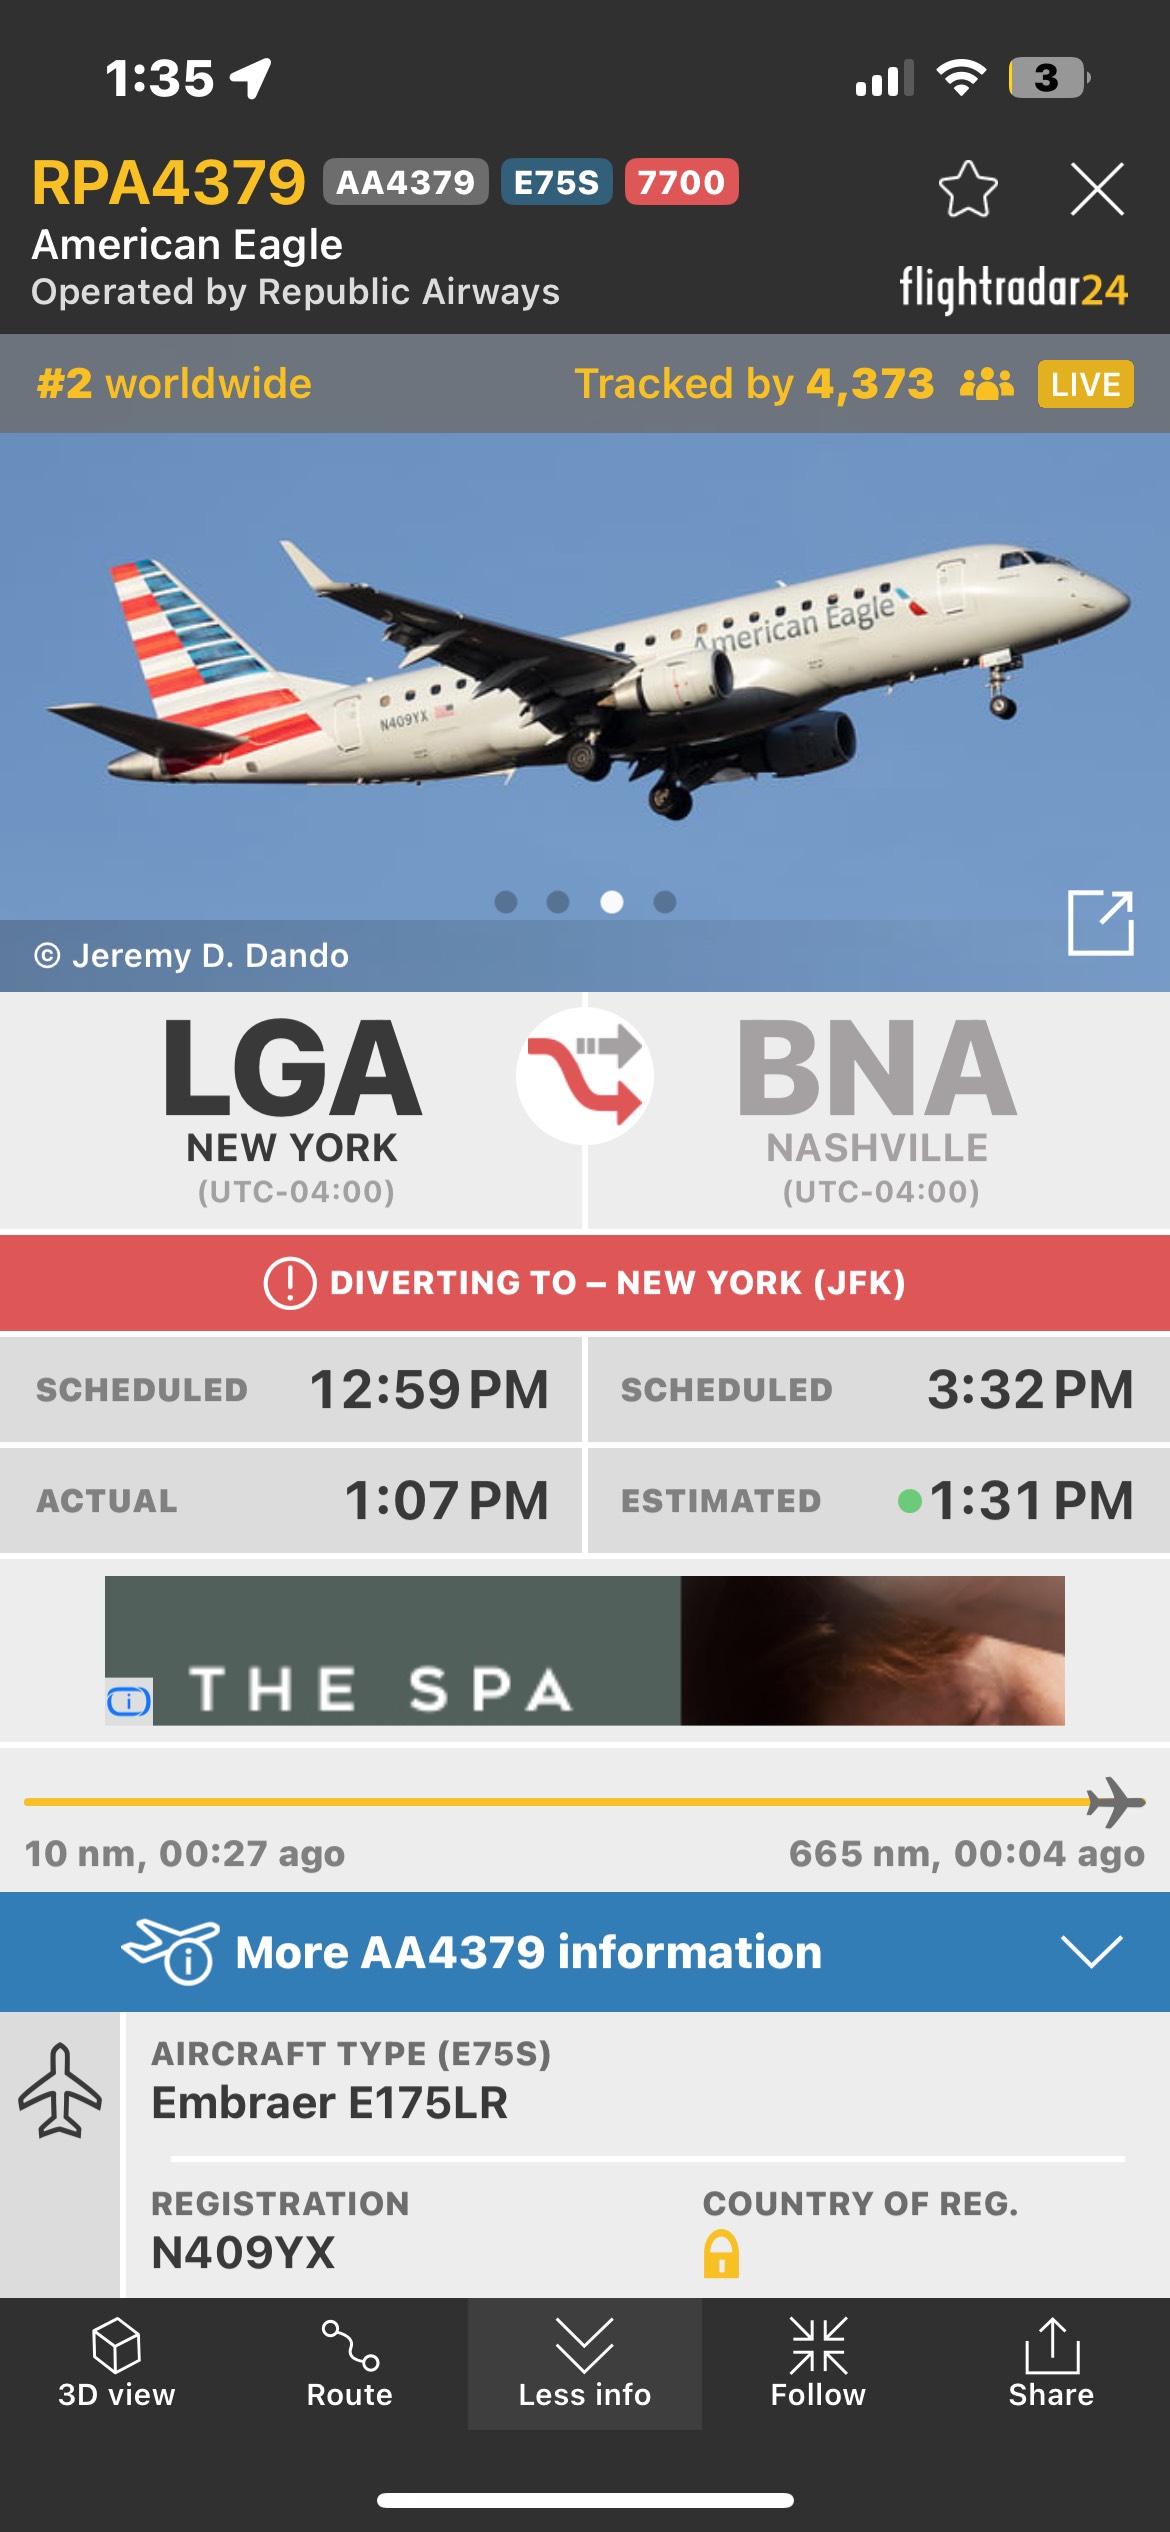 1:35
3
RPA4379 AA4379 E75S 7700
American Eagle
Operated by Republic Airways
flightradar24
#2 worldwide Tracked by 4,373 LIVE
American Eagle
N409YX
© Jeremy D. Dando
LGA
NEW YORK
(UTC-04:00)
BNA
NASHVILLE
(UTC-04:00)
DIVERTING TO – NEW YORK (JFK)
SCHEDULED 12:59 PM
SCHEDULED 3:32 PM
ACTUAL 1:07 PM
ESTIMATED 1:31 PM
THE SPA
10 nm, 00:27 ago
665 nm, 00:04 ago
More AA4379 information
AIRCRAFT TYPE (E75S)
Embraer E175LR
REGISTRATION
N409YX
COUNTRY OF REG.
3D view
Route
Less info
Follow
Share